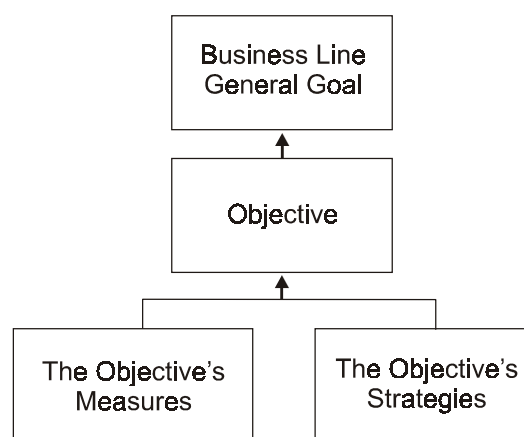 Business Line
General Goal
Objective
The Objective's
Measures
The Objective's
Strategies